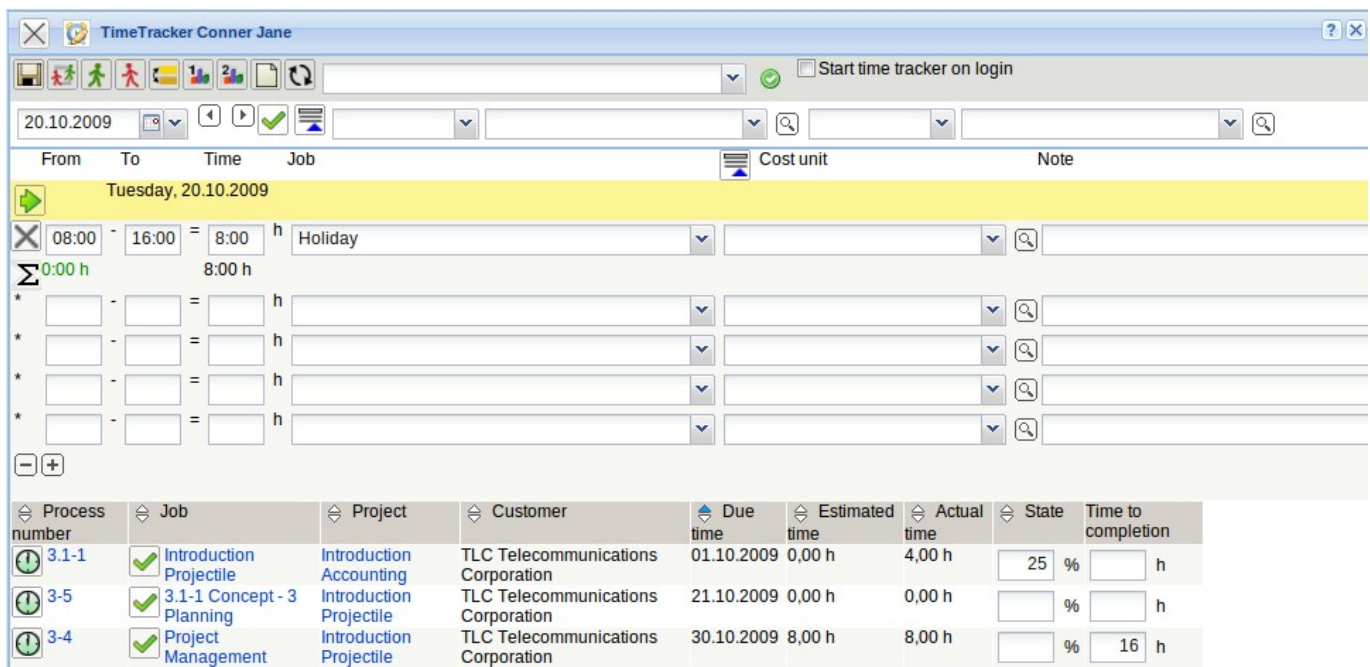 TimeTracker Conner Jane
Start time tracker on login
20.10.2009
From To Time Job Cost unit Note
Tuesday, 20.10.2009
08:00 - 16:00 = 8:00 h Holiday
Σ 0:00 h 8:00 h
* - = h
* - = h
* - = h
* - = h
Process number Job Project Customer Due time Estimated time Actual time State Time to completion
3.1-1 Introduction Introduction TLC Telecommunications 01.10.2009 0,00 h 4,00 h 25 % h
Projectile Accounting Corporation
3-5 3.1-1 Concept - 3 Introduction TLC Telecommunications 21.10.2009 0,00 h 0,00 h % h
Planning Projectile Corporation
3-4 Project Introduction TLC Telecommunications 30.10.2009 8,00 h 8,00 h % 16 h
Management Projectile Corporation